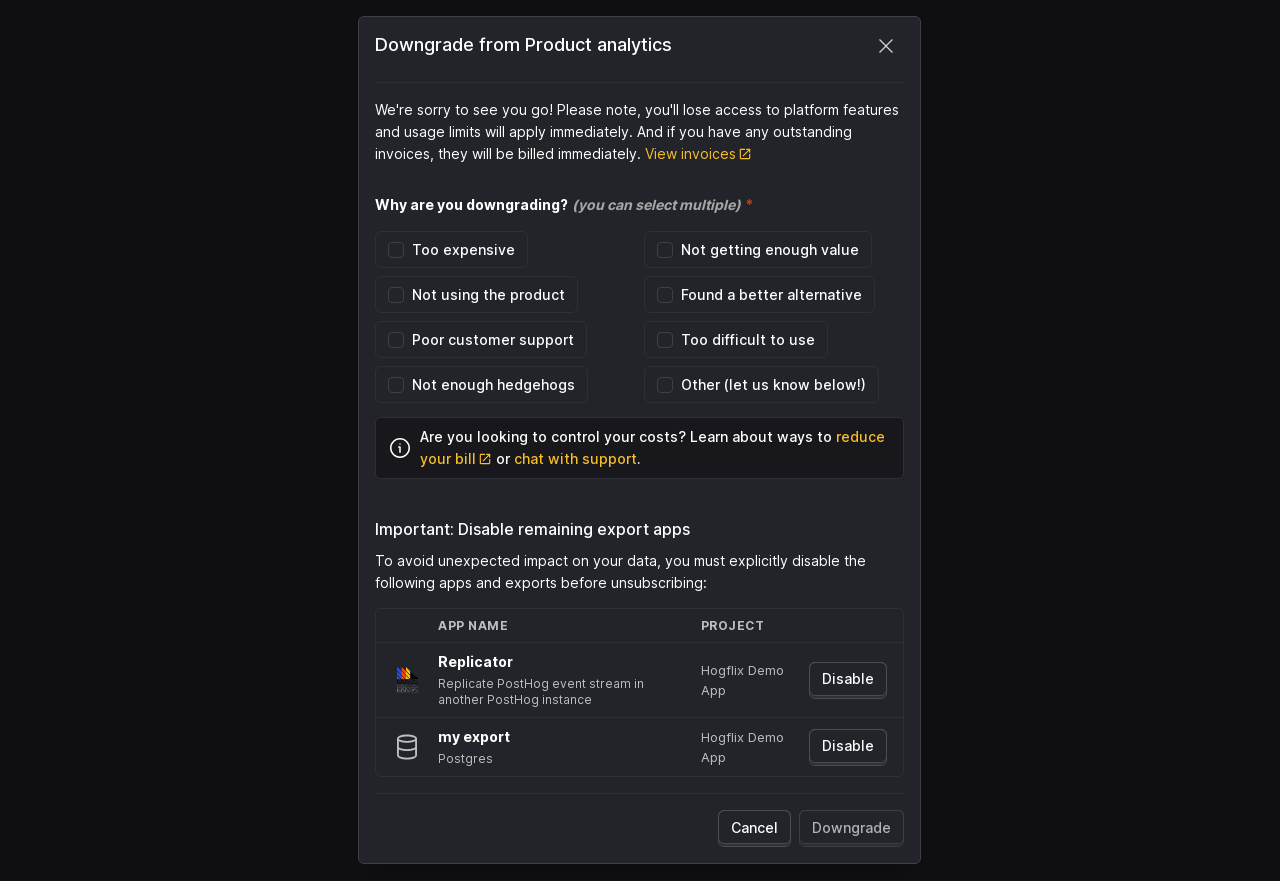 Downgrade from Product analytics
We're sorry to see you go! Please note, you'll lose access to platform features
and usage limits will apply immediately. And if you have any outstanding
invoices, they will be billed immediately. View invoices
Why are you downgrading? (you can select multiple) *
Too expensive
Not getting enough value
Not using the product
Found a better alternative
Poor customer support
Too difficult to use
Not enough hedgehogs
Other (let us know below!)
Are you looking to control your costs? Learn about ways to reduce
your bill or chat with support.
Important: Disable remaining export apps
To avoid unexpected impact on your data, you must explicitly disable the
following apps and exports before unsubscribing:
APP NAME
PROJECT
Replicator
Replicate PostHog event stream in
another PostHog instance
Hogflix Demo
App
Disable
my export
Postgres
Hogflix Demo
App
Disable
Cancel
Downgrade